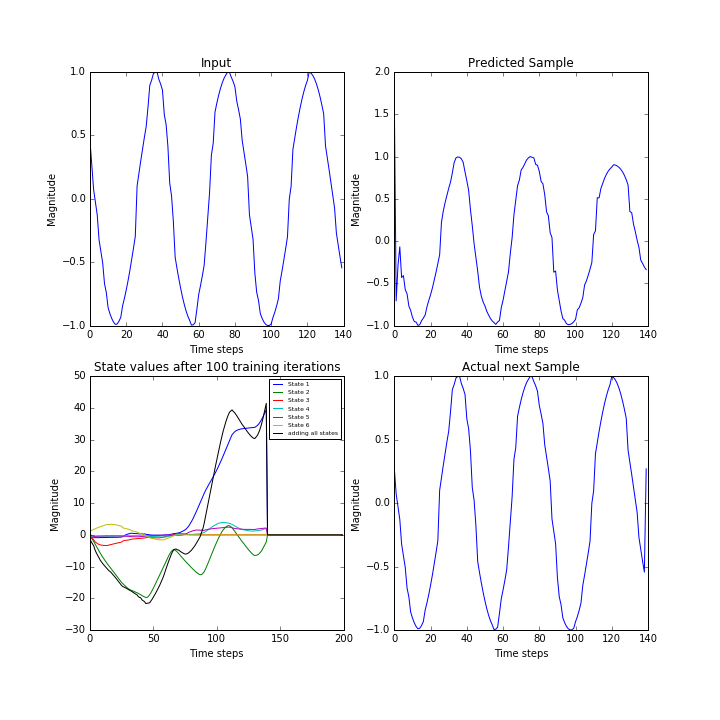 Input
1.0
0.5
0.0
−0.5
−1.0
Magnitude
0 20 40 60 80 100 120 140
Time steps
Predicted Sample
2.0
1.5
1.0
0.5
0.0
−0.5
−1.0
Magnitude
0 20 40 60 80 100 120 140
Time steps
State values after 100 training iterations
50
40
30
20
10
0
−10
−20
−30
Magnitude
State 1
State 2
State 3
State 4
State 5
State 6
adding all states
0 50 100 150 200
Time steps
Actual next Sample
1.0
0.5
0.0
−0.5
−1.0
Magnitude
0 20 40 60 80 100 120 140
Time steps